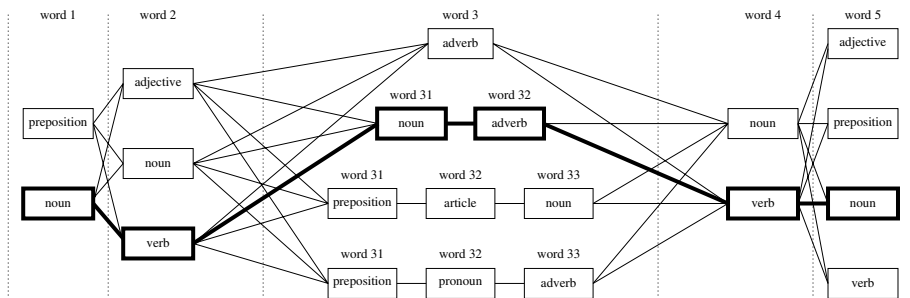 word 1 word 2 word 3 word 4 word 5
adverb adjective
adjective
word 31 word 32
preposition noun adverb noun preposition
noun
word 31 word 32 word 33
noun preposition article noun verb noun
verb
word 31 word 32 word 33
preposition pronoun adverb verb